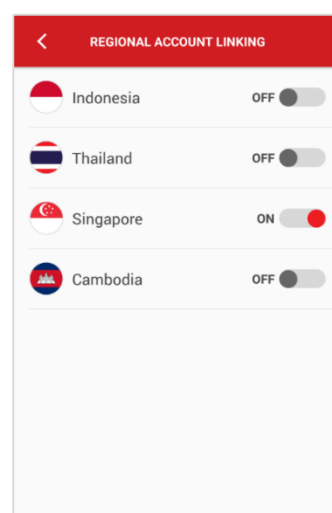 REGIONAL ACCOUNT LINKING
Indonesia OFF
Thailand OFF
Singapore ON
Cambodia OFF